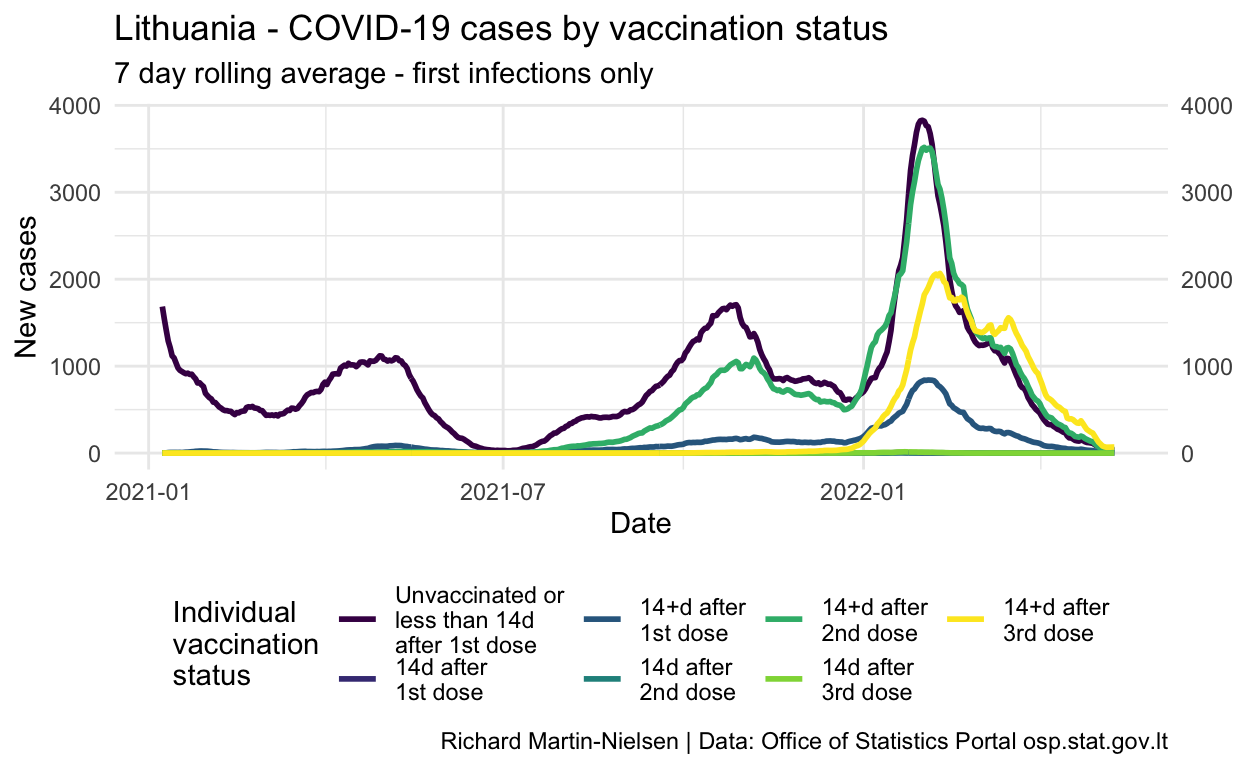 Lithuania - COVID-19 cases by vaccination status
7 day rolling average - first infections only
4000
3000
2000
1000
0
New cases
4000
3000
2000
1000
0
2021-01
2021-07
2022-01
Date
Individual
vaccination
status
Unvaccinated or
less than 14d
after 1st dose
14d after
1st dose
14+d after
1st dose
14d after
2nd dose
14+d after
2nd dose
14d after
3rd dose
14+d after
3rd dose
Richard Martin-Nielsen | Data: Office of Statistics Portal osp.stat.gov.lt